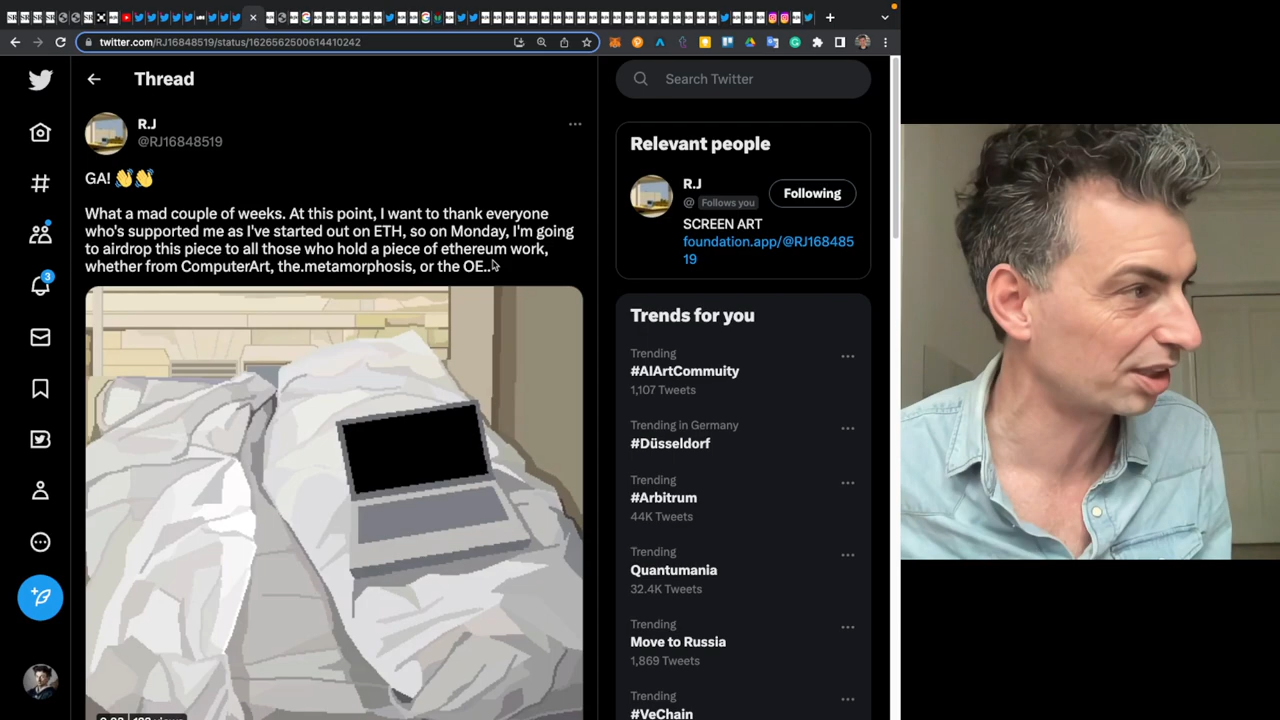 twitter.com/RJ16848519/status/1626562500614410242
Thread
Search Twitter
R.J
@RJ16848519
GA! 👋👋
What a mad couple of weeks. At this point, I want to thank everyone
who's supported me as I've started out on ETH, so on Monday, I'm going
to airdrop this piece to all those who hold a piece of ethereum work,
whether from ComputerArt, the.metamorphosis, or the OE..
Relevant people
R.J
@ Follows you
Following
SCREEN ART
foundation.app/@RJ168485
19
3
Trends for you
Trending
#AIArtCommuity
1,107 Tweets
Trending in Germany
#Düsseldorf
Trending
#Arbitrum
44K Tweets
Trending
Quantumania
32.4K Tweets
Trending
Move to Russia
1,869 Tweets
Trending
#VeChain